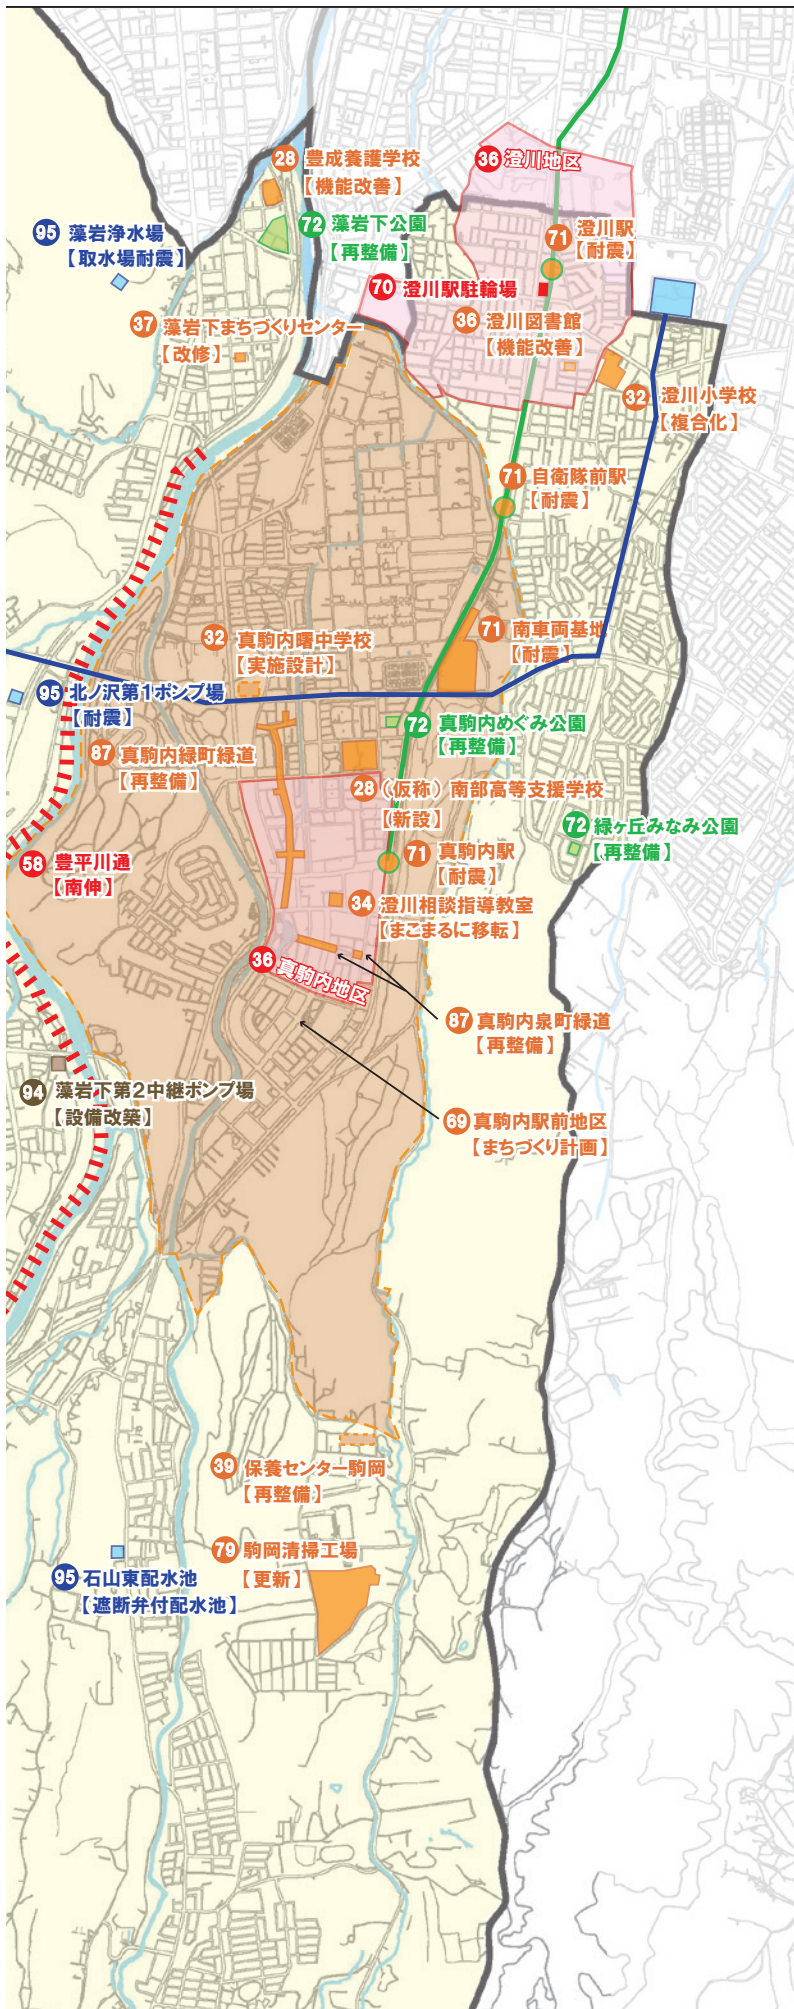 28 豊成養護学校
【機能改善】
36 澄川地区
72 藻岩下公園
【再整備】
95 藻岩浄水場
【取水場耐震】
71 澄川駅
【耐震】
70 澄川駅駐輪場
37 藻岩下まちづくりセンター
【改修】
36 澄川図書館
【機能改善】
32 澄川小学校
【複合化】
71 自衛隊前駅
【耐震】
32 真駒内曙中学校
【実施設計】
71 南車両基地
【耐震】
95 北ノ沢第1ポンプ場
【耐震】
72 真駒内めぐみ公園
【再整備】
87 真駒内緑町緑道
【再整備】
28 (仮称) 南部高等支援学校
【新設】
72 緑ヶ丘みなみ公園
【再整備】
58 豊平川通
【南伸】
71 真駒内駅
【耐震】
34 澄川相談指導教室
【まこまるに移転】
36 真駒内地区
87 真駒内泉町緑道
【再整備】
94 藻岩下第2中継ポンプ場
【設備改築】
69 真駒内駅前地区
【まちづくり計画】
39 保養センター駒岡
【再整備】
79 駒岡清掃工場
【更新】
95 石山東配水池
【遮断弁付配水池】